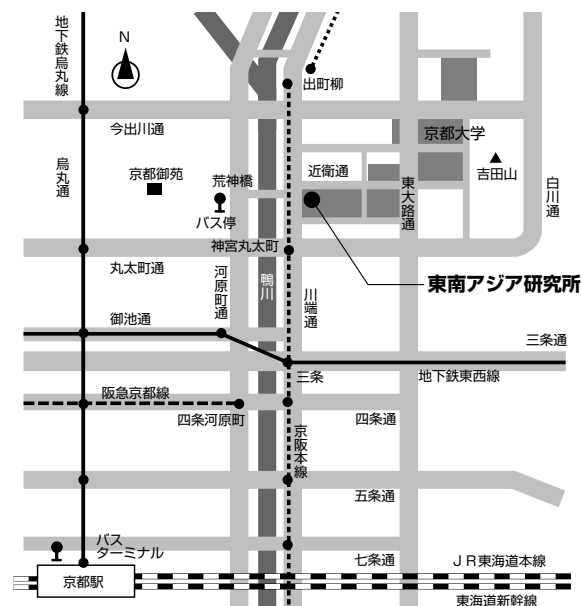 地下鉄烏丸線
N
出町柳
今出川通
京都大学
烏丸通
京都御苑
荒神橋
近衛通
吉田山
バス停
東大路通
白川通
神宮丸太町
丸太町通
河原町通
鴨川
川端通
東南アジア研究所
御池通
三条通
三条
地下鉄東西線
阪急京都線
四条河原町
四条通
京阪本線
五条通
バス
ターミナル
七条通
JR東海道本線
京都駅
東海道新幹線